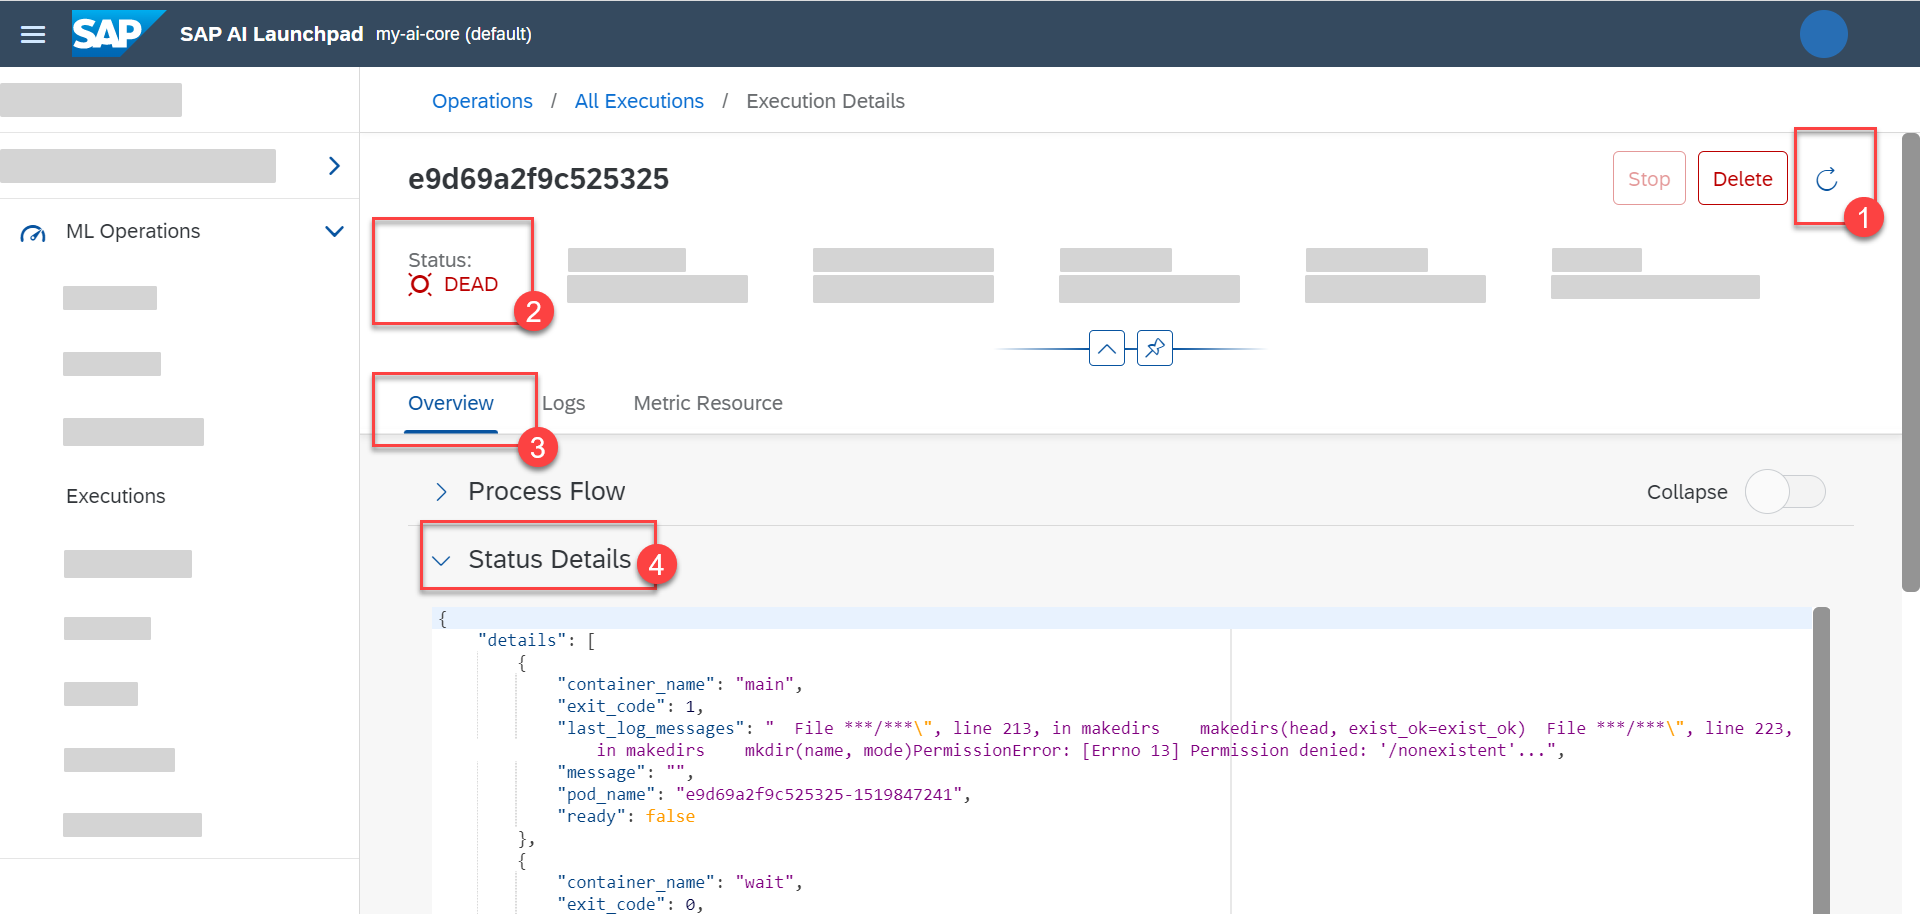 SAP SAP AI Launchpad my-ai-core (default)
Operations / All Executions / Execution Details
e9d69a2f9c525325
Stop Delete
1
ML Operations
Status:
DEAD
2
Overview Logs Metric Resource
3
Process Flow
Collapse
Executions
Status Details
4
{
"details": [
{
"container_name": "main",
"exit_code": 1,
"last_log_messages": "  File ***/***\", line 213, in makedirs    makedirs(head, exist_ok=exist_ok)  File ***/***\", line 223,
in makedirs    mkdir(name, mode)PermissionError: [Errno 13] Permission denied: '/nonexistent'...",
"message": "",
"pod_name": "e9d69a2f9c525325-1519847241",
"ready": false
},
{
"container_name": "wait",
"exit_code": 0,